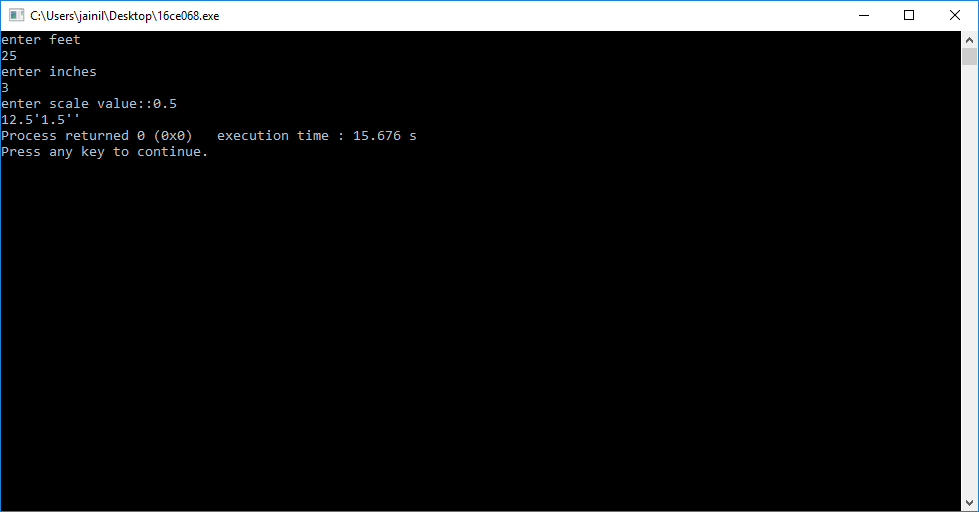 C:\Users\jainil\Desktop\16ce068.exe
enter feet
25
enter inches
3
enter scale value::0.5
12.5'1.5''
Process returned 0 (0x0)   execution time : 15.676 s
Press any key to continue.